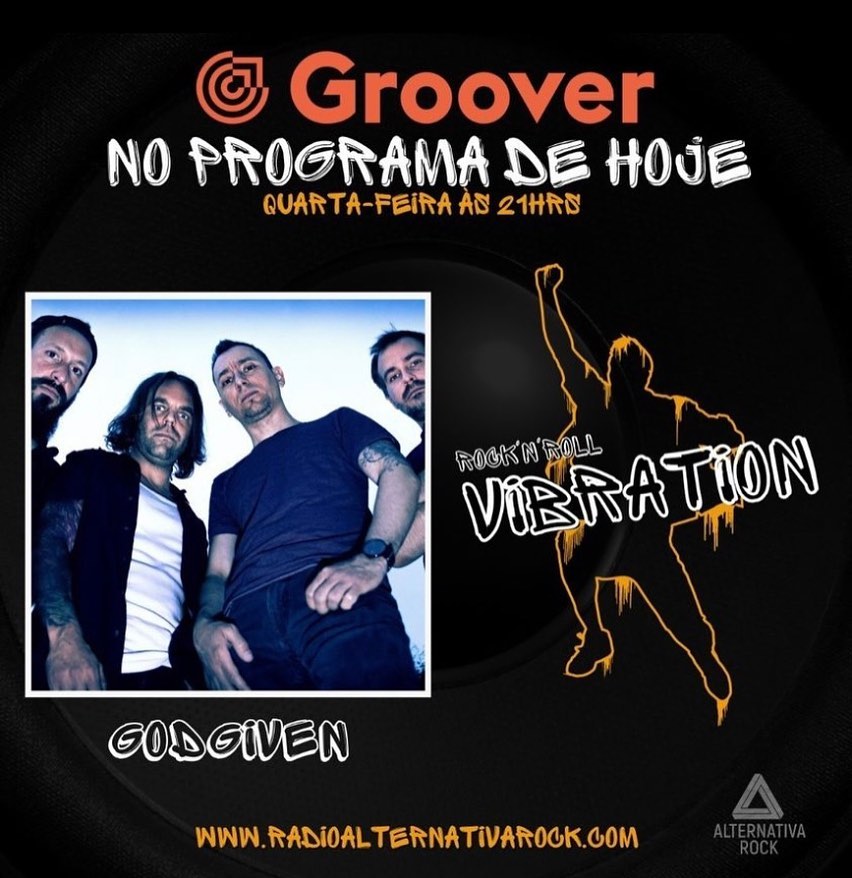 Groover
NO PROGRAMA DE HOJE
QUARTA-FEIRA ÀS 21HRS
ROCK'N'ROLL
VIBRATION
GODGIVEN
WWW.RADIOALTERNATIVAROCK.COM
ALTERNATIVA
ROCK